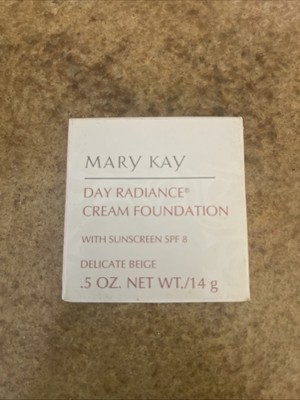 MARY KAY
DAY RADIANCE®
CREAM FOUNDATION
WITH SUNSCREEN SPF 8
DELICATE BEIGE
.5 OZ. NET WT./14 g